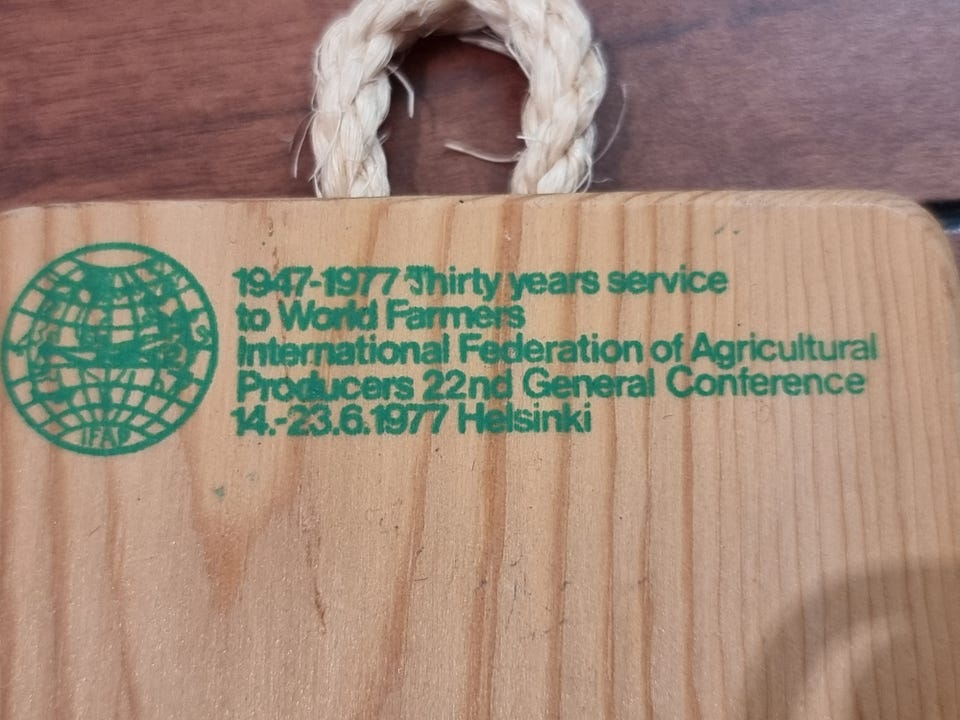 1947-1977 Thirty years service
to World Farmers
International Federation of Agricultural
Producers 22nd General Conference
14.-23.6.1977 Helsinki
IFAP